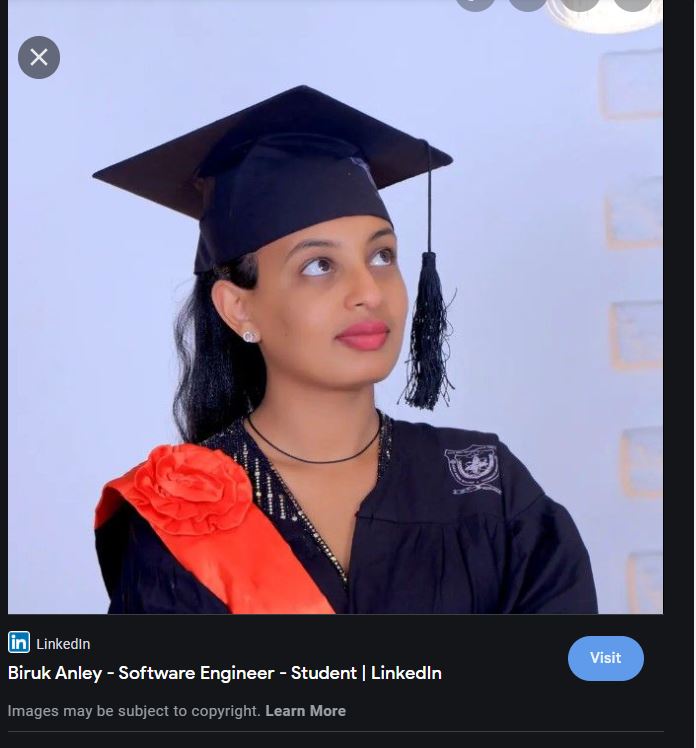 LinkedIn
Biruk Anley - Software Engineer - Student | LinkedIn
Visit
Images may be subject to copyright. Learn More